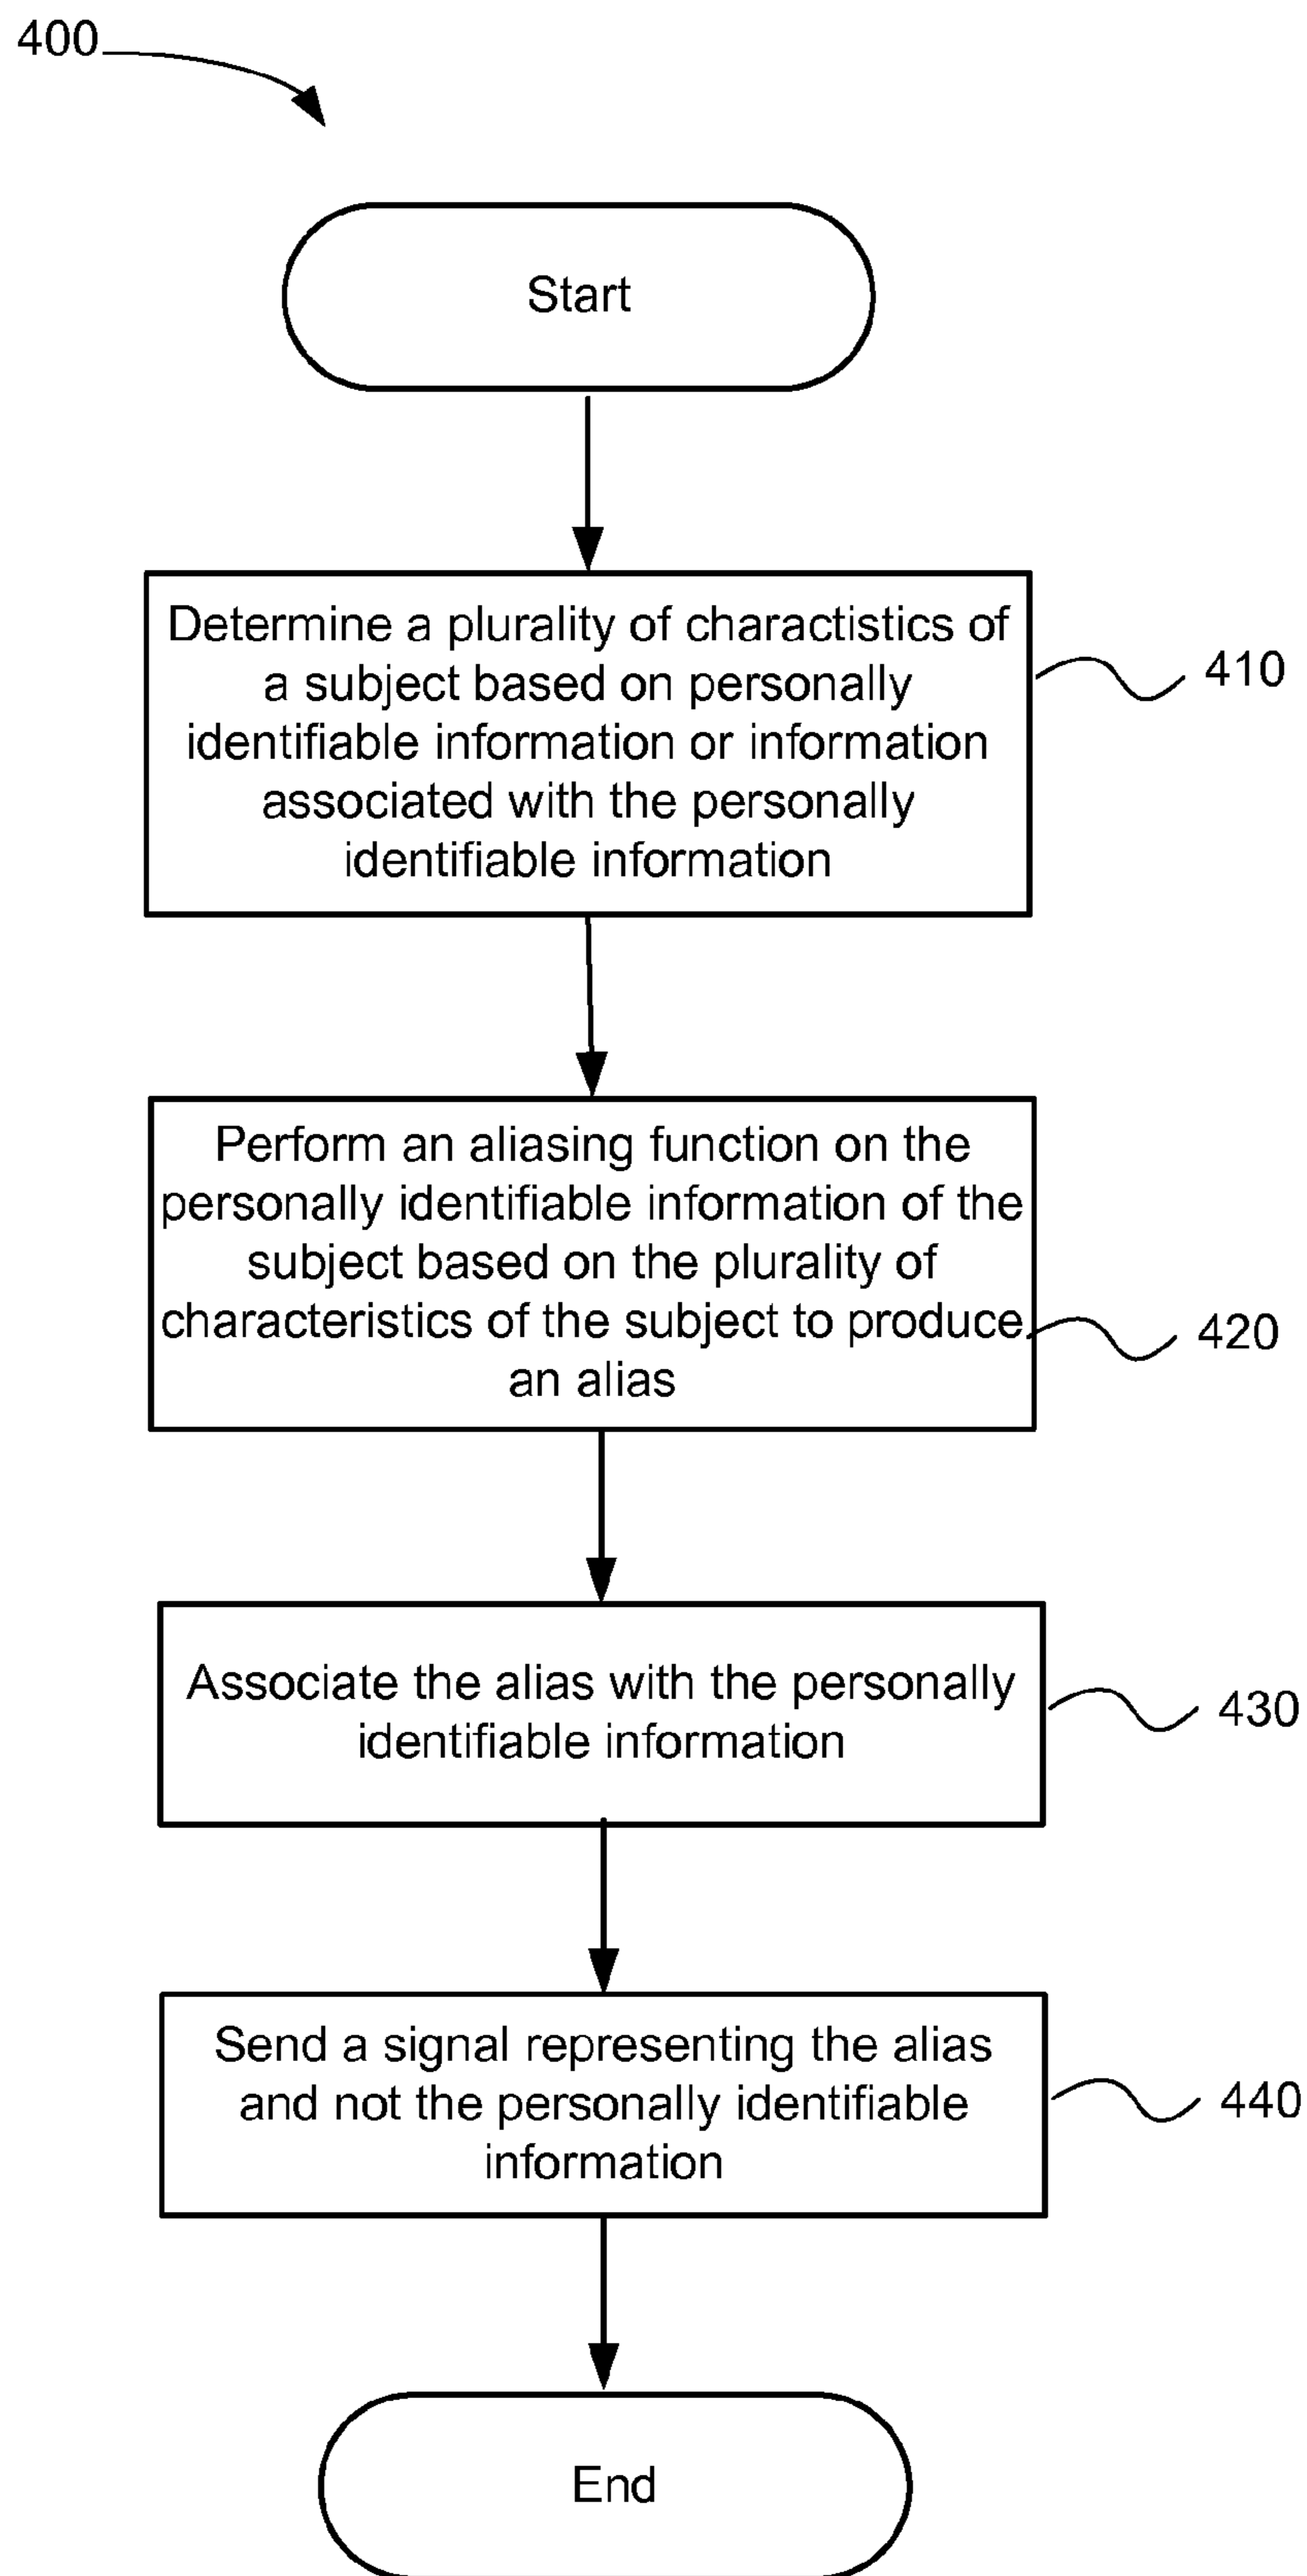 400
Start
Determine a plurality of charactistics of
a subject based on personally
identifiable information or information
associated with the personally
identifiable information
410
Perform an aliasing function on the
personally identifiable information of the
subject based on the plurality of
characteristics of the subject to produce
an alias
420
Associate the alias with the personally
identifiable information
430
Send a signal representing the alias
and not the personally identifiable
information
440
End